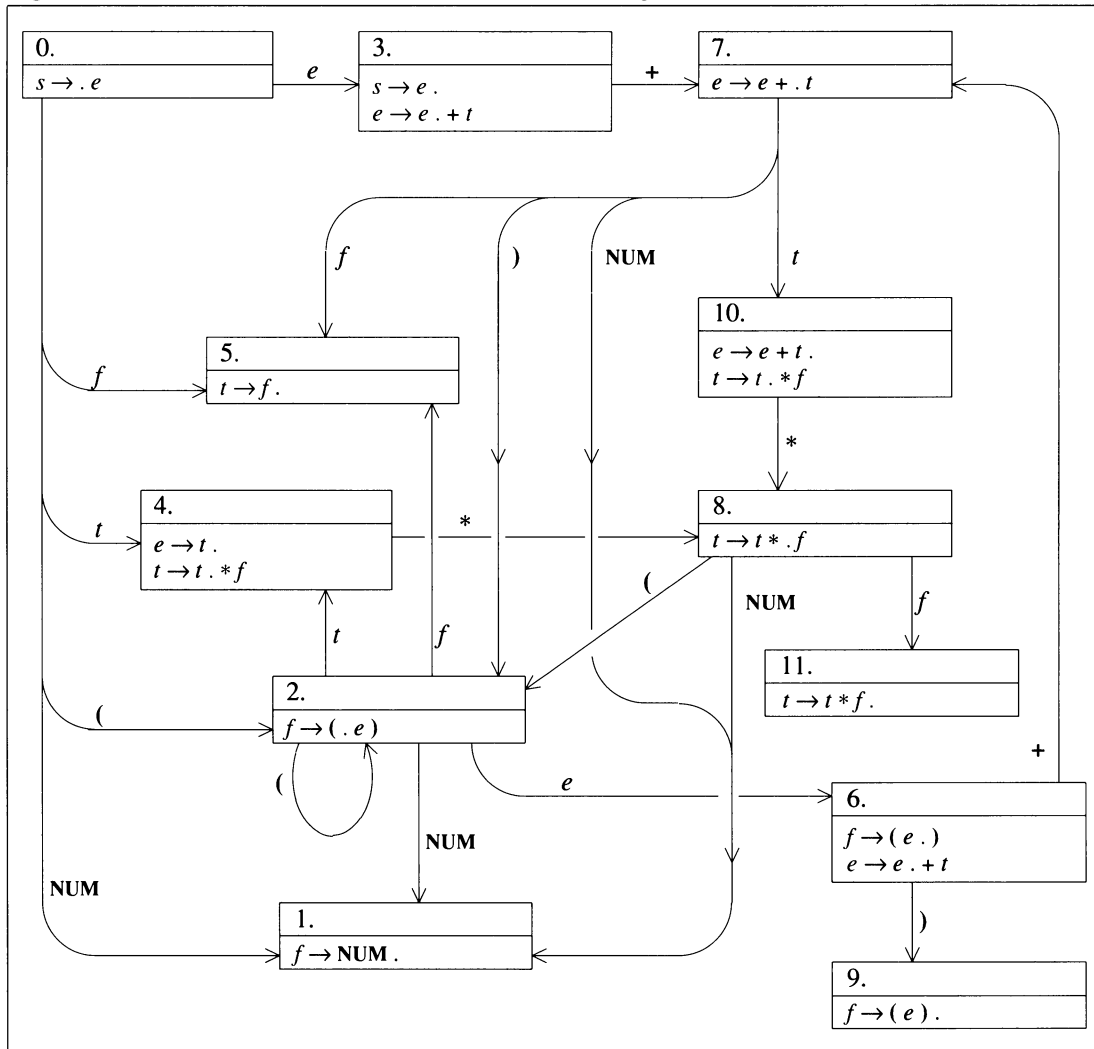 0.
s → . e
e
3.
s → e .
e → e . + t
+
7.
e → e + . t
f
)
NUM
t
10.
e → e + t .
t → t . * f
5.
t → f .
f
*
4.
e → t .
t → t . * f
t
*
8.
t → t * . f
(
NUM
f
t
f
11.
t → t * f .
2.
f → ( . e )
(
(
e
+
6.
f → ( e . )
e → e . + t
NUM
NUM
1.
f → NUM .
)
9.
f → ( e ) .